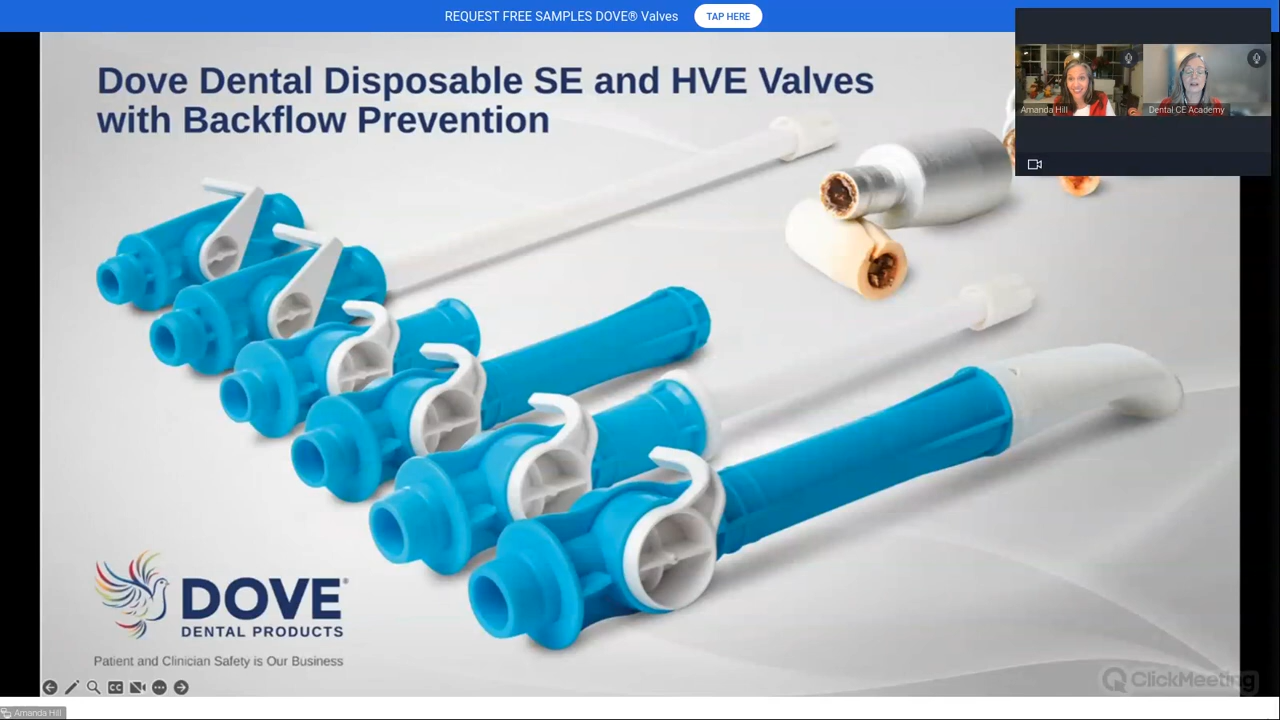 REQUEST FREE SAMPLES DOVE® Valves TAP HERE
Dove Dental Disposable SE and HVE Valves
with Backflow Prevention
Amanda Hill
Dental CE Academy
DOVE®
DENTAL PRODUCTS
Patient and Clinician Safety is Our Business
CC
ClickMeeting
Amanda Hill